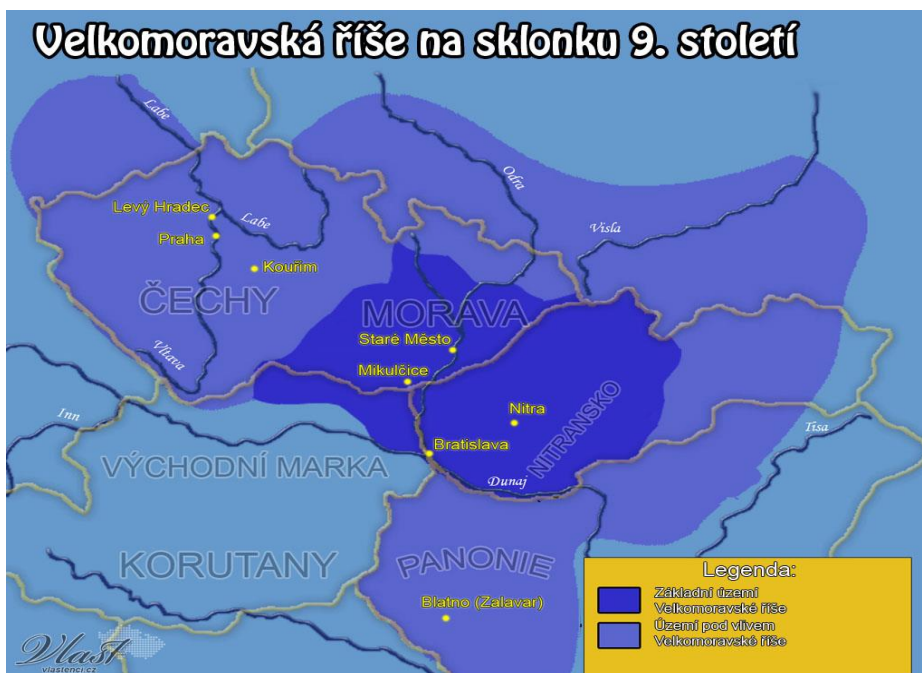 Velkomoravská říše na sklonku 9. století
Labe
Odra
Levý Hradec
Labe
Visla
Praha
Kouřim
ČECHY
MORAVA
Staré Město
Vltava
Mikulčice
Inn
Nitra
NITRANSKO
Tisa
Bratislava
VÝCHODNÍ MARKA
Dunaj
KORUTANY
PANONIE
Blatno (Zalavar)
Legenda:
Základní území
Velkomoravské říše
Území pod vlivem
Velkomoravské říše
Vlast
vlastenci.cz